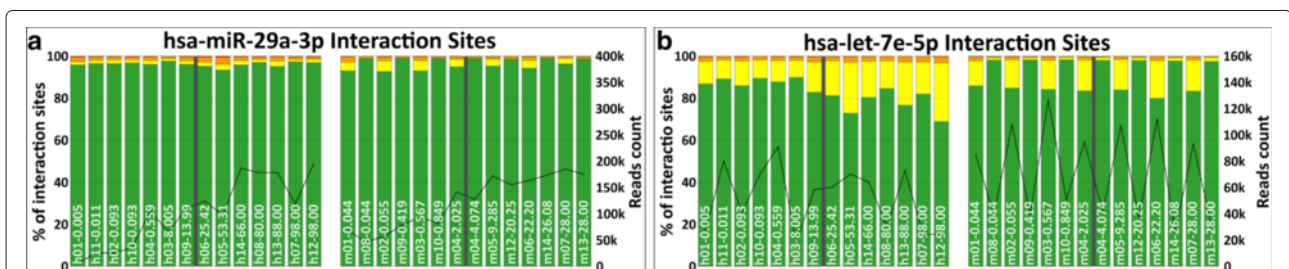 a
hsa-miR-29a-3p Interaction Sites
% of interaction sites
100
80
60
40
20
0
h01-0.005
h11-0.011
h02-0.093
h10-0.093
h04-0.559
h03-8.005
h09-13.99
h06-25.42
h05-53.31
h14-66.00
h08-80.00
h13-88.00
h07-98.00
h12-98.00
m01-0.044
m08-0.044
m02-0.055
m09-0.419
m03-0.567
m10-0.849
m04-2.025
m04-4.074
m05-9.285
m12-20.25
m06-22.20
m14-26.08
m07-28.00
m13-28.00
400k
350k
300k
250k
200k
150k
100k
50k
0
Reads count
b
hsa-let-7e-5p Interaction Sites
% of interactio sites
100
80
60
40
20
0
h01-0.005
h11-0.011
h02-0.093
h10-0.093
h04-0.559
h03-8.005
h09-13.99
h06-25.42
h05-53.31
h14-66.00
h08-80.00
h13-88.00
h07-98.00
h12-98.00
m01-0.044
m08-0.044
m02-0.055
m09-0.419
m03-0.567
m10-0.849
m04-2.025
m04-4.074
m05-9.285
m12-20.25
m06-22.20
m14-26.08
m07-28.00
m13-28.00
160k
140k
120k
100k
80k
60k
40k
20k
0
Reads count